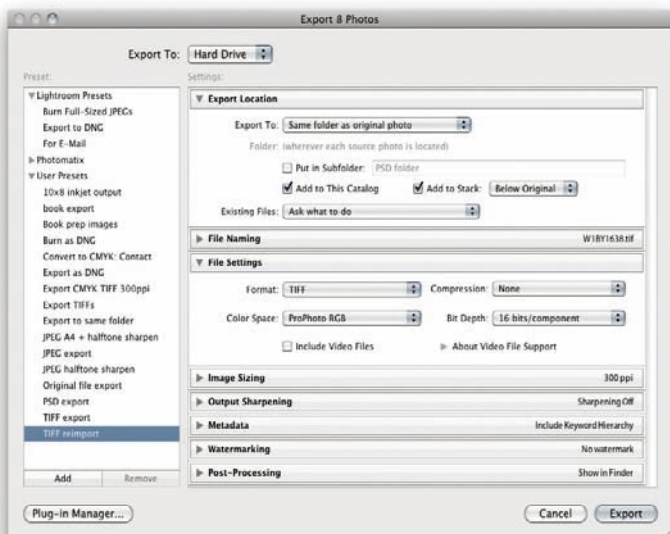 Export 8 Photos
Export To: Hard Drive
Preset:
Lightroom Presets
Burn Full-Sized JPEGs
Export to DNG
For E-Mail
Photomatix
User Presets
10x8 inkjet output
book export
Book prep images
Burn as DNG
Convert to CMYK: Contact
Export as DNG
Export CMYK TIFF 300ppi
Export TIFFs
Export to same folder
JPEG A4 + halftone sharpen
JPEG export
JPEG halftone sharpen
Original file export
PSD export
TIFF export
TIFF reimport
Add Remove
Settings:
Export Location
Export To: Same folder as original photo
Folder: (wherever each source photo is located)
Put in Subfolder: PSD folder
Add to This Catalog Add to Stack: Below Original
Existing Files: Ask what to do
File Naming W1BY1638.tif
File Settings
Format: TIFF Compression: None
Color Space: ProPhoto RGB Bit Depth: 16 bits/component
Include Video Files About Video File Support
Image Sizing 300 ppi
Output Sharpening Sharpening Off
Metadata Include Keyword Hierarchy
Watermarking No watermark
Post-Processing Show in Finder
Plug-in Manager... Cancel Export